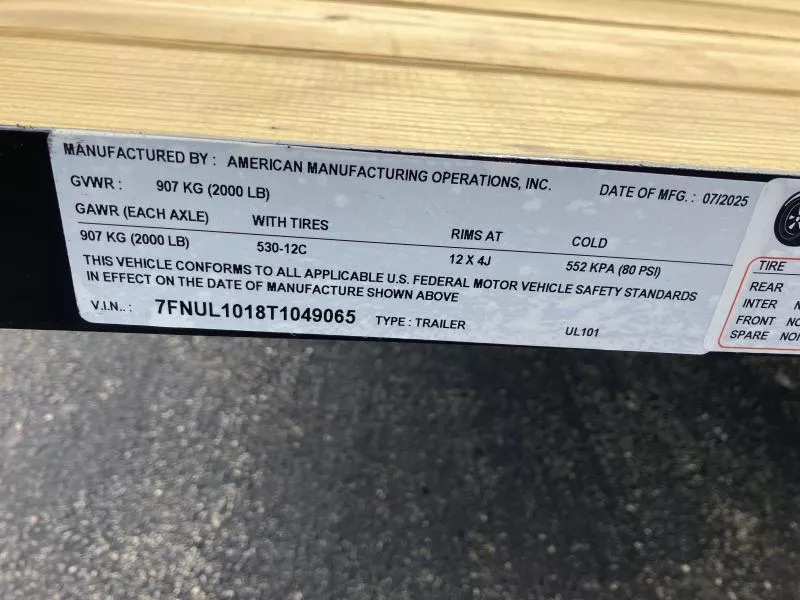 MANUFACTURED BY : AMERICAN MANUFACTURING OPERATIONS, INC. DATE OF MFG. : 07/2025
GVWR : 907 KG (2000 LB)
GAWR (EACH AXLE) WITH TIRES RIMS AT COLD
907 KG (2000 LB) 530-12C 12 X 4J 552 KPA (80 PSI)
THIS VEHICLE CONFORMS TO ALL APPLICABLE U.S. FEDERAL MOTOR VEHICLE SAFETY STANDARDS
IN EFFECT ON THE DATE OF MANUFACTURE SHOWN ABOVE
V.I.N.. : 7FNUL1018T1049065 TYPE : TRAILER UL101
TIRE
REAR
INTER
FRONT
SPARE